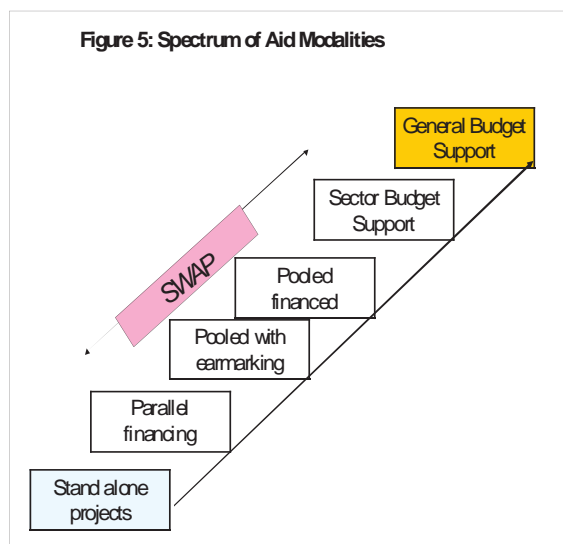 Figure 5: Spectrum of Aid Modalities
General Budget
Support
Sector Budget
Support
SWAP
Pooled
financed
Pooled with
earmarking
Parallel
financing
Stand alone
projects